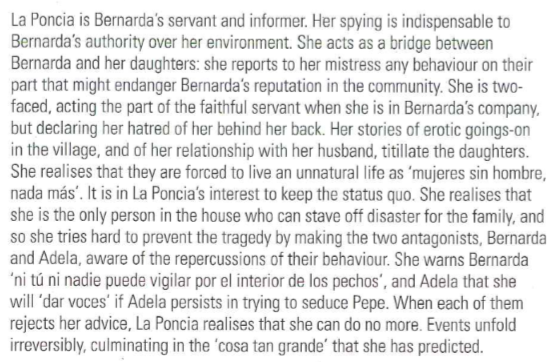 La Poncia is Bernarda's servant and informer. Her spying is indispensable to
Bernarda's authority over her environment. She acts as a bridge between
Bernarda and her daughters: she reports to her mistress any behaviour on their
part that might endanger Bernarda's reputation in the community. She is two-
faced, acting the part of the faithful servant when she is in Bernarda's company,
but declaring her hatred of her behind her back. Her stories of erotic goings-on
in the village, and of her relationship with her husband, titillate the daughters.
She realises that they are forced to live an unnatural life as 'mujeres sin hombre,
nada más'. It is in La Poncia's interest to keep the status quo. She realises that
she is the only person in the house who can stave off disaster for the family, and
so she tries hard to prevent the tragedy by making the two antagonists, Bernarda
and Adela, aware of the repercussions of their behaviour. She warns Bernarda
'ni tú ni nadie puede vigilar por el interior de los pechos', and Adela that she
will 'dar voces' if Adela persists in trying to seduce Pepe. When each of them
rejects her advice, La Poncia realises that she can do no more. Events unfold
irreversibly, culminating in the 'cosa tan grande' that she has predicted.